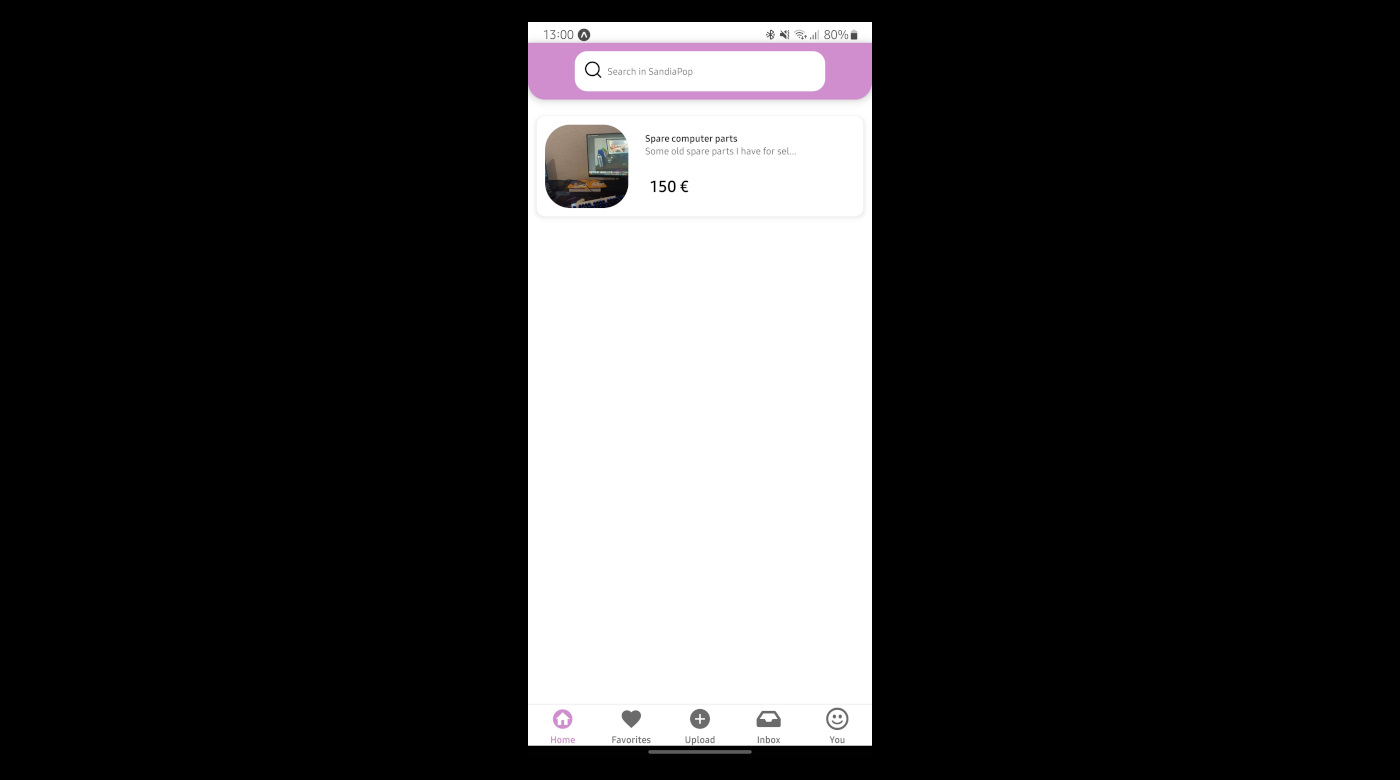 13:00 80%
Search in SandiaPop
Spare computer parts
Some old spare parts I have for sel...
150 €
Home Favorites Upload Inbox You